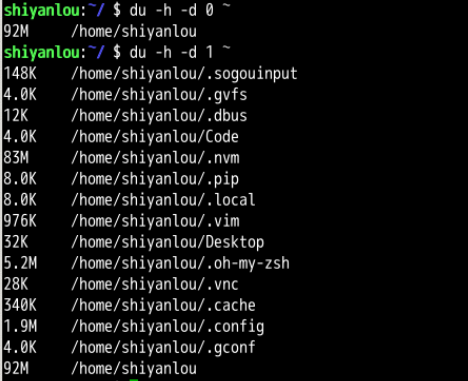 shiyanlou:~/ $ du -h -d 0 ~
92M /home/shiyanlou
shiyanlou:~/ $ du -h -d 1 ~
148K /home/shiyanlou/.sogouinput
4.0K /home/shiyanlou/.gvfs
12K /home/shiyanlou/.dbus
4.0K /home/shiyanlou/Code
83M /home/shiyanlou/.nvm
8.0K /home/shiyanlou/.pip
8.0K /home/shiyanlou/.local
976K /home/shiyanlou/.vim
32K /home/shiyanlou/Desktop
5.2M /home/shiyanlou/.oh-my-zsh
28K /home/shiyanlou/.vnc
340K /home/shiyanlou/.cache
1.9M /home/shiyanlou/.config
4.0K /home/shiyanlou/.gconf
92M /home/shiyanlou